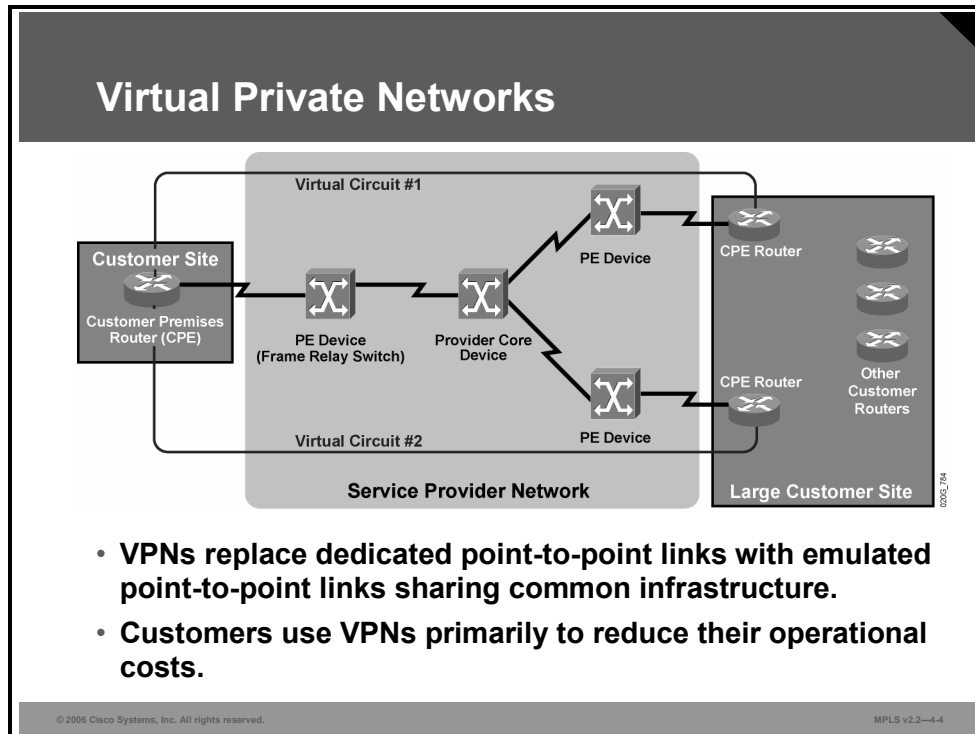 Virtual Private Networks
Virtual Circuit #1
PE Device
CPE Router
Customer Site
Customer Premises
Router (CPE)
PE Device
(Frame Relay Switch)
Provider Core
Device
Other
Customer
Routers
CPE Router
PE Device
Virtual Circuit #2
Service Provider Network
Large Customer Site
020G_784
• VPNs replace dedicated point-to-point links with emulated
point-to-point links sharing common infrastructure.
• Customers use VPNs primarily to reduce their operational
costs.
© 2006 Cisco Systems, Inc. All rights reserved.
MPLS v2.2—4-4